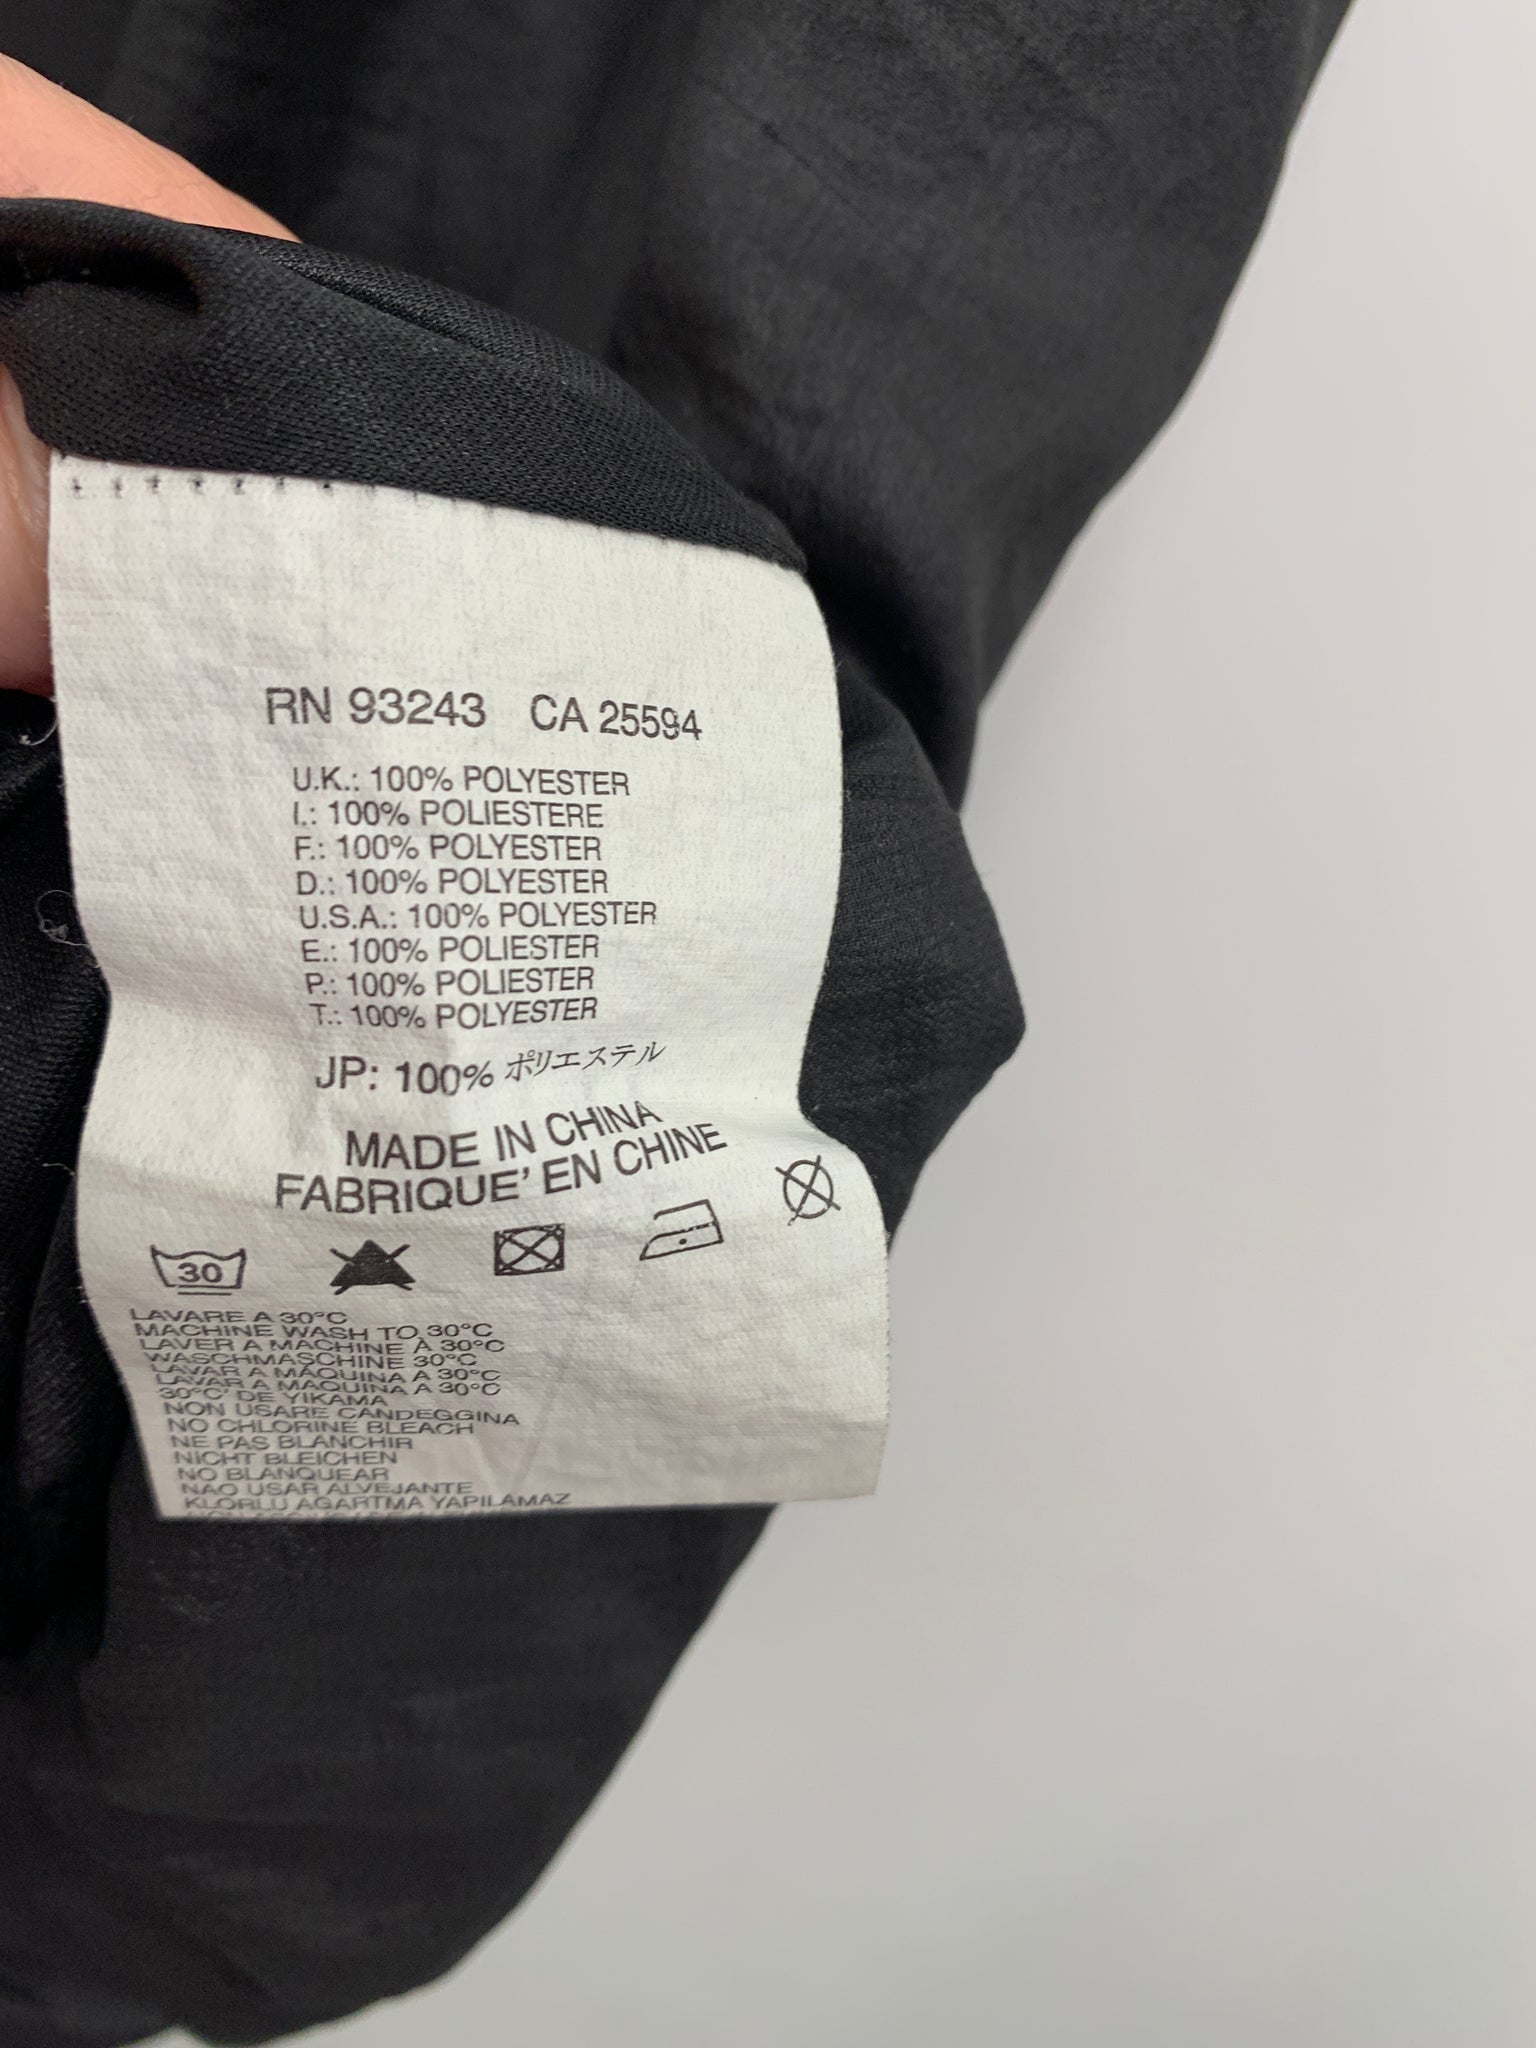 RN 93243 CA 25594
U.K.: 100% POLYESTER
I.: 100% POLIESTERE
F.: 100% POLYESTER
D.: 100% POLYESTER
U.S.A.: 100% POLYESTER
E.: 100% POLIESTER
P.: 100% POLIESTER
T.: 100% POLYESTER
JP: 100% ポリエステル
MADE IN CHINA
FABRIQUE' EN CHINE
30
LAVARE A 30°C
MACHINE WASH TO 30°C
LAVER A MACHINE À 30°C
WASCHMASCHINE 30°C
LAVAR A MÁQUINA A 30°C
LAVAR A MAQUINA A 30°C
30°C' DE YIKAMA
NON USARE CANDEGGINA
NO CHLORINE BLEACH
NE PAS BLANCHIR
NICHT BLEICHEN
NO BLANQUEAR
NAO USAR ALVEJANTE
KLORLU AGARTMA YAPILAMAZ